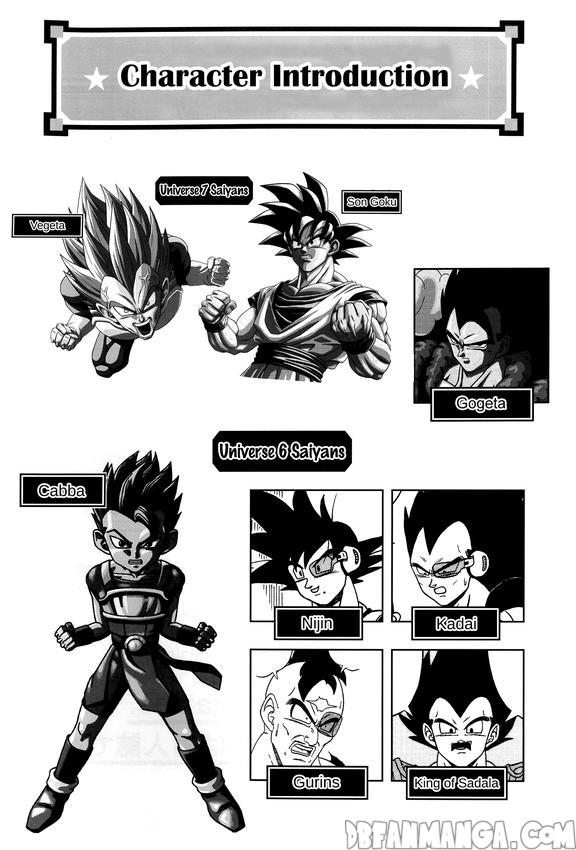 Character Introduction
Universe 7 Saiyans
Vegeta
Son Goku
Gogeta
Universe 6 Saiyans
Cabba
Nijin
Kadai
Gurins
King of Sadala
DBFANMANGA.COM